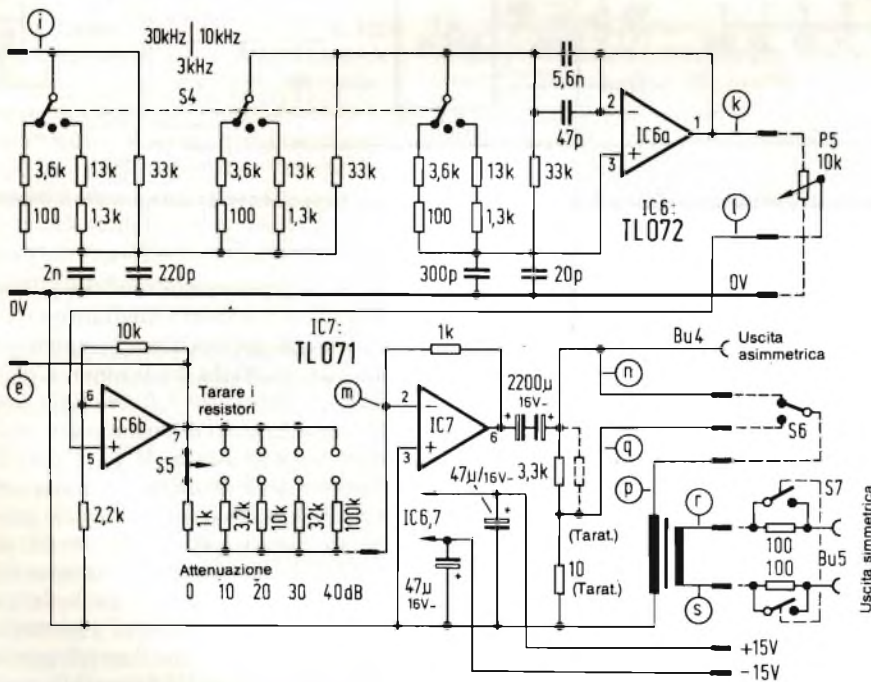 i
30kHz | 10kHz
3kHz
S4
5,6n
47p
2
3
1
IC6a
k
P5
10k
3,6k
13k
33k
3,6k
13k
33k
3,6k
13k
33k
100
1,3k
100
1,3k
100
1,3k
IC6:
TL072
l
2n
220p
300p
20p
0V
0V
10k
IC7:
TL071
1k
Bu4
Uscita
asimmetrica
e
Tarare i
resistori
m
n
2200µ
16V–
6
5
7
IC6b
2
3
6
IC7
S6
S5
47µ/16V–
3,3k
q
p
r
S7
2,2k
1k
3,2k
10k
32k
100k
IC6,7
(Tarat.)
100
100
Bu5
Uscita simmetrica
Attenuazione
47µ
16V–
10
(Tarat.)
s
0 10 20 30 40dB
+15V
–15V